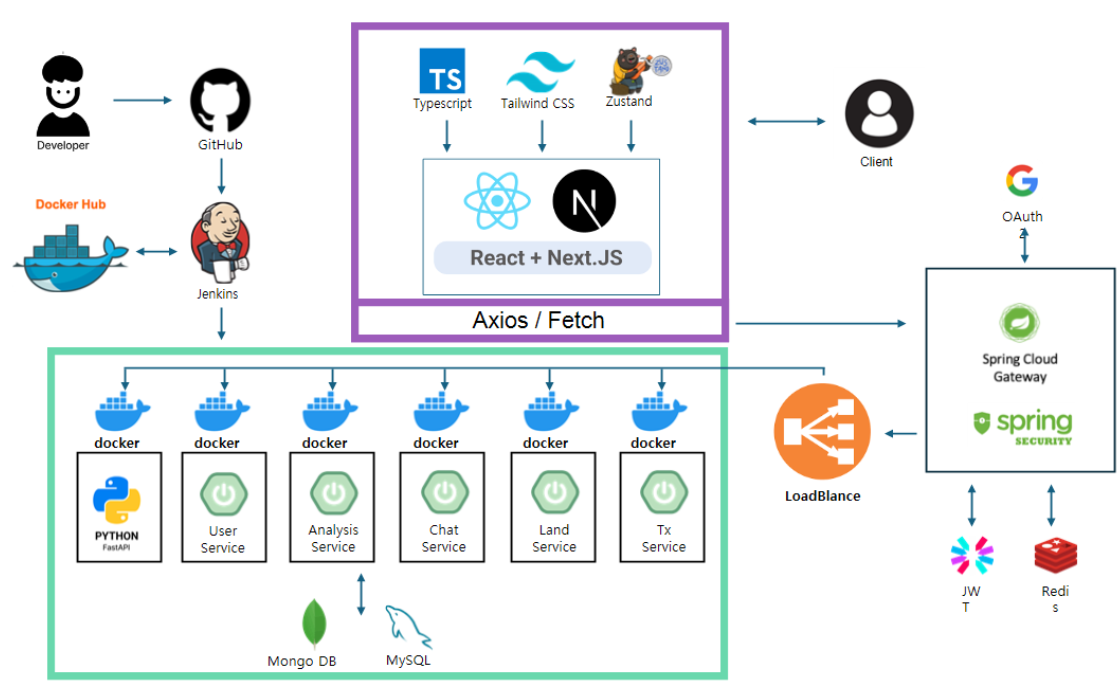 TS
Typescript
Tailwind CSS
Zustand
Developer
GitHub
Client
Docker Hub
OAuth
2
Jenkins
React + Next.JS
Axios / Fetch
Spring Cloud
Gateway
spring
SECURITY
docker
docker
docker
docker
docker
docker
LoadBlance
PYTHON
FastAPI
User
Service
Analysis
Service
Chat
Service
Land
Service
Tx
Service
JW
T
Redi
s
Mongo DB
MySQL